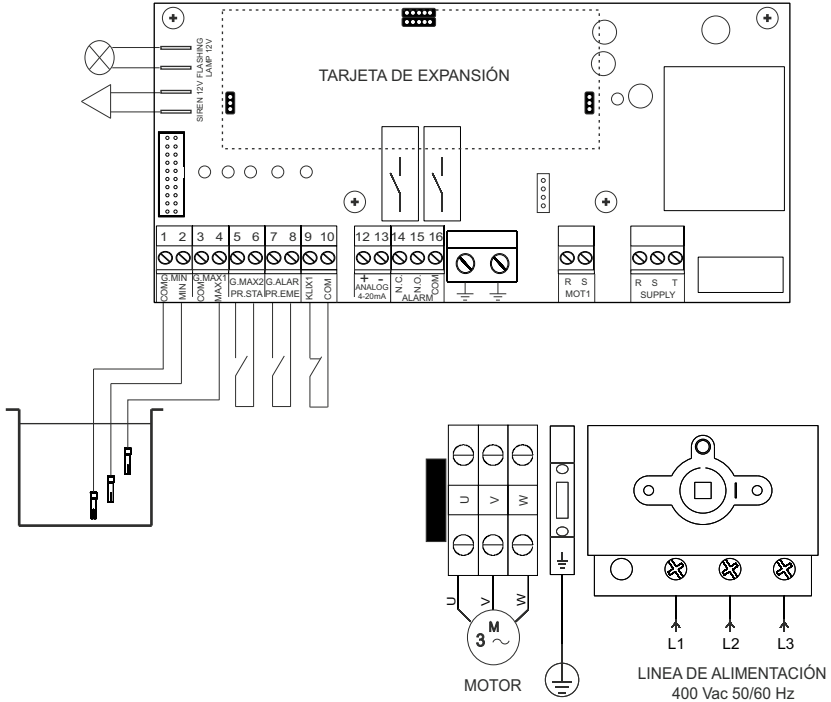 FLASHING
LAMP 12V
SIREN 12V
TARJETA DE EXPANSIÓN
1 2 3 4 5 6 7 8 9 10 12 13 14 15 16
G.MIN
COM
MIN
G.MAX1
COM
MAX1
G.MAX2
PR.STA
G.ALAR
PR.EME
KLIX1
COM
+ -
ANALOG
4-20mA
N.C.
N.O.
COM
ALARM
R S
MOT1
R S T
SUPPLY
U V W
U V W
M
3 ~
MOTOR
L1 L2 L3
LINEA DE ALIMENTACIÓN
400 Vac 50/60 Hz